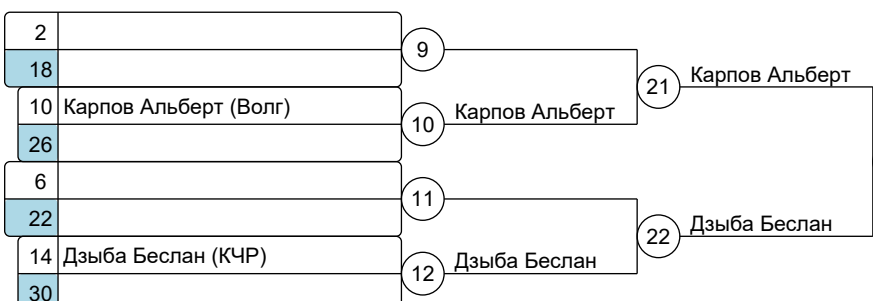 2
9
18
21 Карпов Альберт
10 Карпов Альберт (Волг)
10 Карпов Альберт
26
6
11
22
22 Дзыба Беслан
14 Дзыба Беслан (КЧР)
12 Дзыба Беслан
30